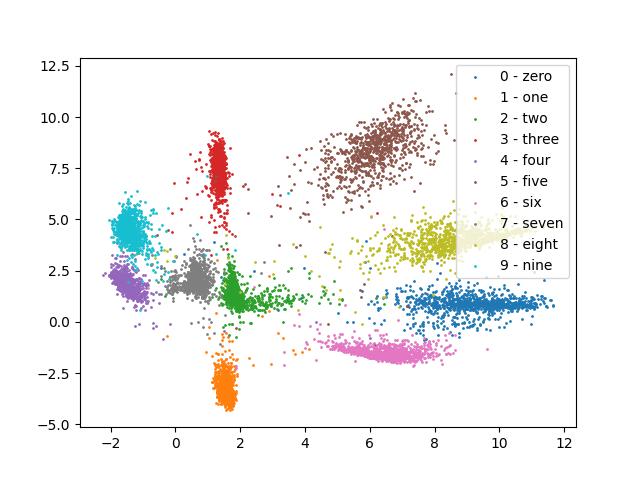 12.5
10.0
7.5
5.0
2.5
0.0
−2.5
−5.0
−2 0 2 4 6 8 10 12
0 - zero
1 - one
2 - two
3 - three
4 - four
5 - five
6 - six
7 - seven
8 - eight
9 - nine